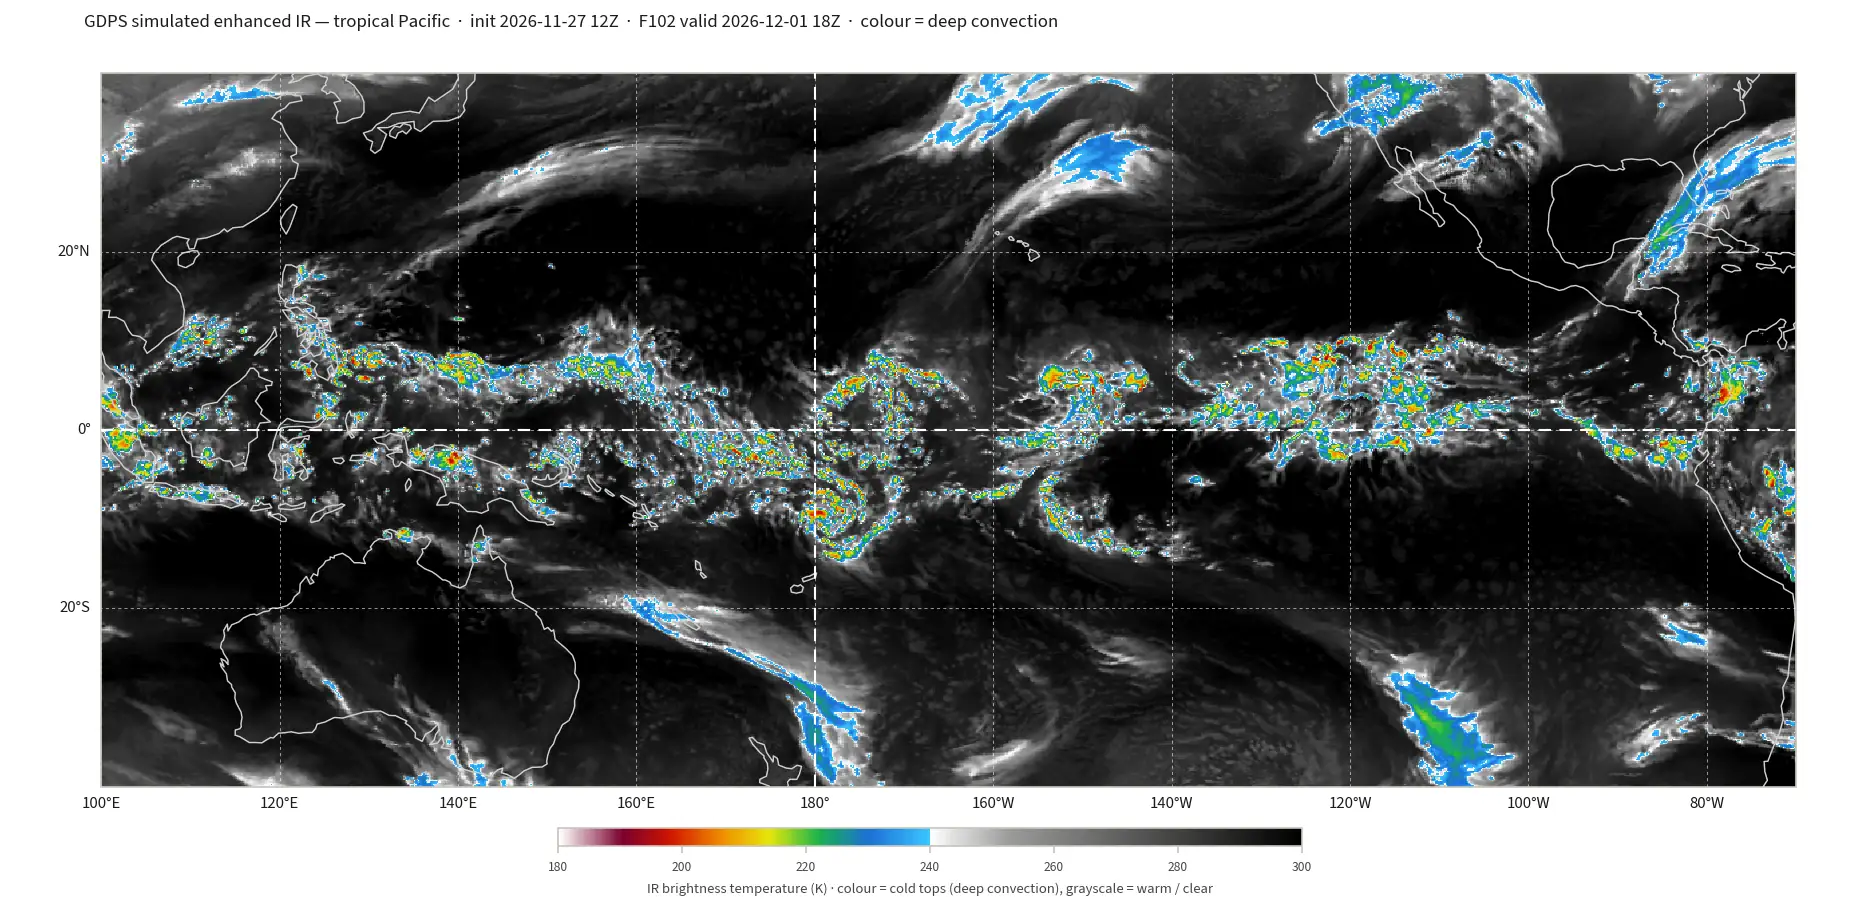 GDPS simulated enhanced IR — tropical Pacific · init 2026-11-27 12Z · F102 valid 2026-12-01 18Z · colour = deep convection
20°N
0°
20°S
100°E 120°E 140°E 160°E 180° 160°W 140°W 120°W 100°W 80°W
180 200 220 240 260 280 300
IR brightness temperature (K) · colour = cold tops (deep convection), grayscale = warm / clear